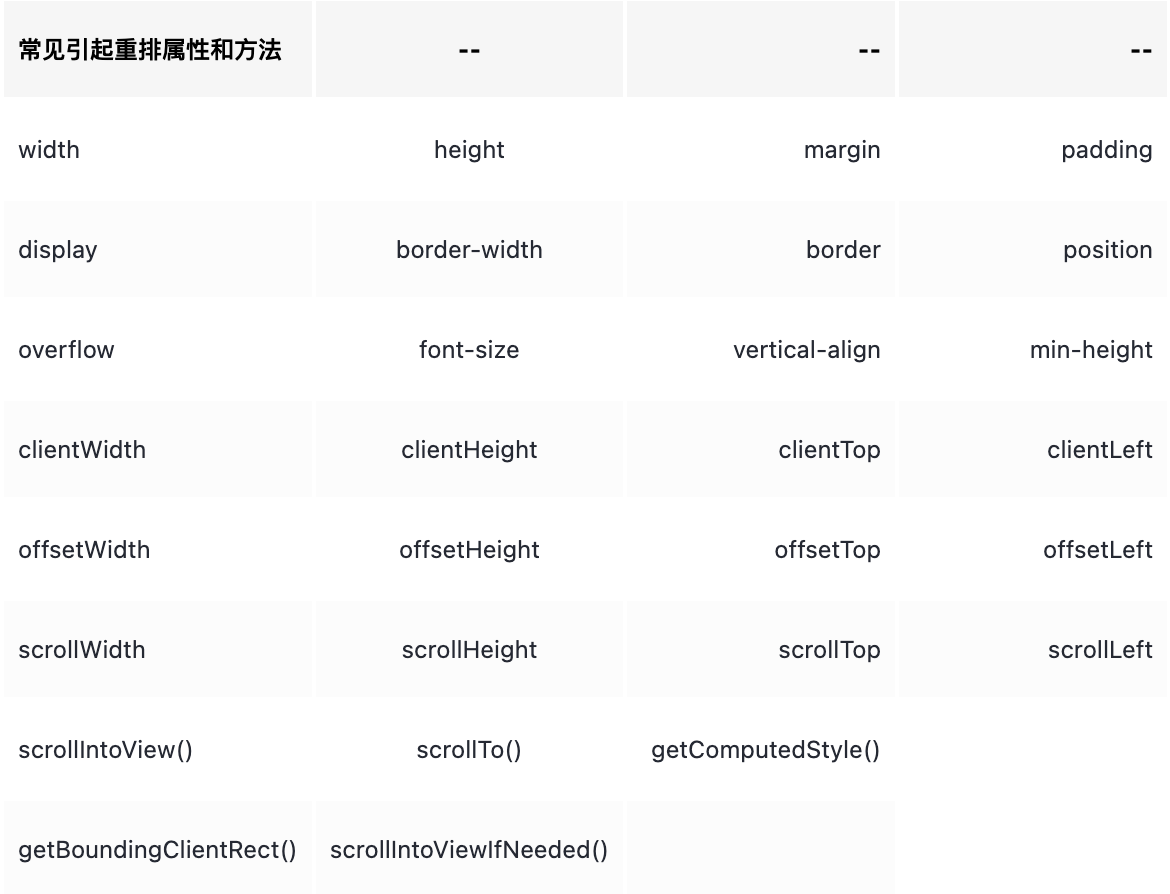 常见引起重排属性和方法 -- -- --
width height margin padding
display border-width border position
overflow font-size vertical-align min-height
clientWidth clientHeight clientTop clientLeft
offsetWidth offsetHeight offsetTop offsetLeft
scrollWidth scrollHeight scrollTop scrollLeft
scrollIntoView() scrollTo() getComputedStyle()
getBoundingClientRect() scrollIntoViewIfNeeded()